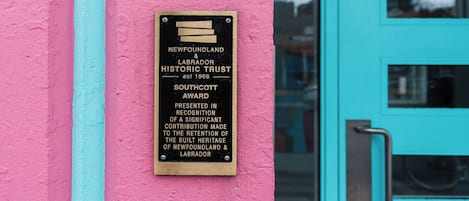 NEWFOUNDLAND
&
LABRADOR
HISTORIC TRUST
est 1966
SOUTHCOTT
AWARD
PRESENTED IN
RECOGNITION
OF A SIGNIFICANT
CONTRIBUTION MADE
TO THE RETENTION OF
THE BUILT HERITAGE
OF NEWFOUNDLAND &
LABRADOR